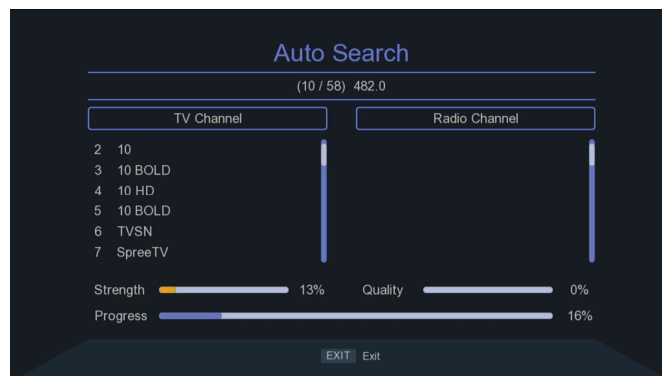 Auto Search
(10 / 58) 482.0
TV Channel Radio Channel
2 10
3 10 BOLD
4 10 HD
5 10 BOLD
6 TVSN
7 SpreeTV
Strength 13% Quality 0%
Progress 16%
EXIT Exit